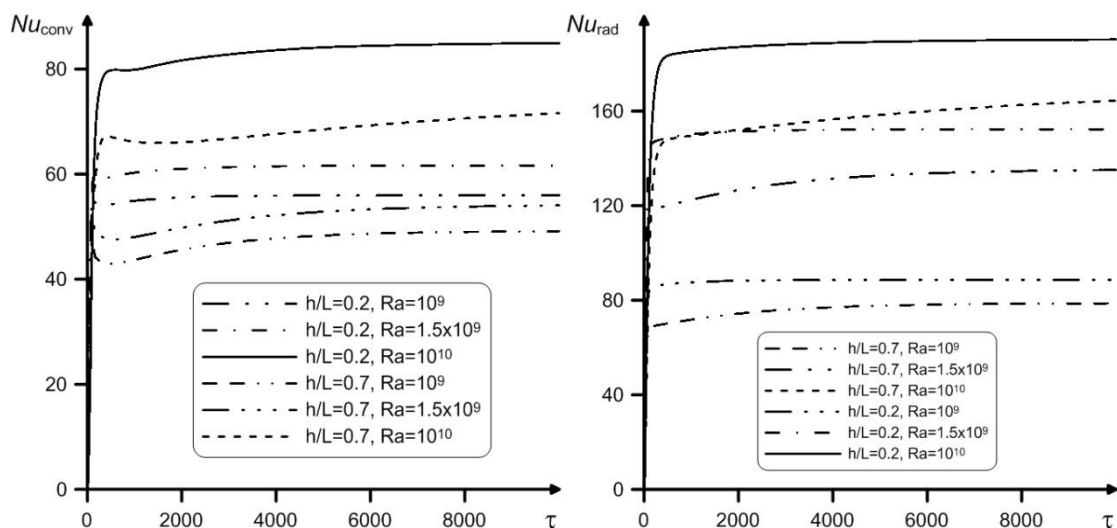 Nu_conv
80
60
40
20
0
0 2000 4000 6000 8000 τ
h/L=0.2, Ra=10⁹
h/L=0.2, Ra=1.5x10⁹
h/L=0.2, Ra=10¹⁰
h/L=0.7, Ra=10⁹
h/L=0.7, Ra=1.5x10⁹
h/L=0.7, Ra=10¹⁰
Nu_rad
160
120
80
40
0
0 2000 4000 6000 8000 τ
h/L=0.7, Ra=10⁹
h/L=0.7, Ra=1.5x10⁹
h/L=0.7, Ra=10¹⁰
h/L=0.2, Ra=10⁹
h/L=0.2, Ra=1.5x10⁹
h/L=0.2, Ra=10¹⁰